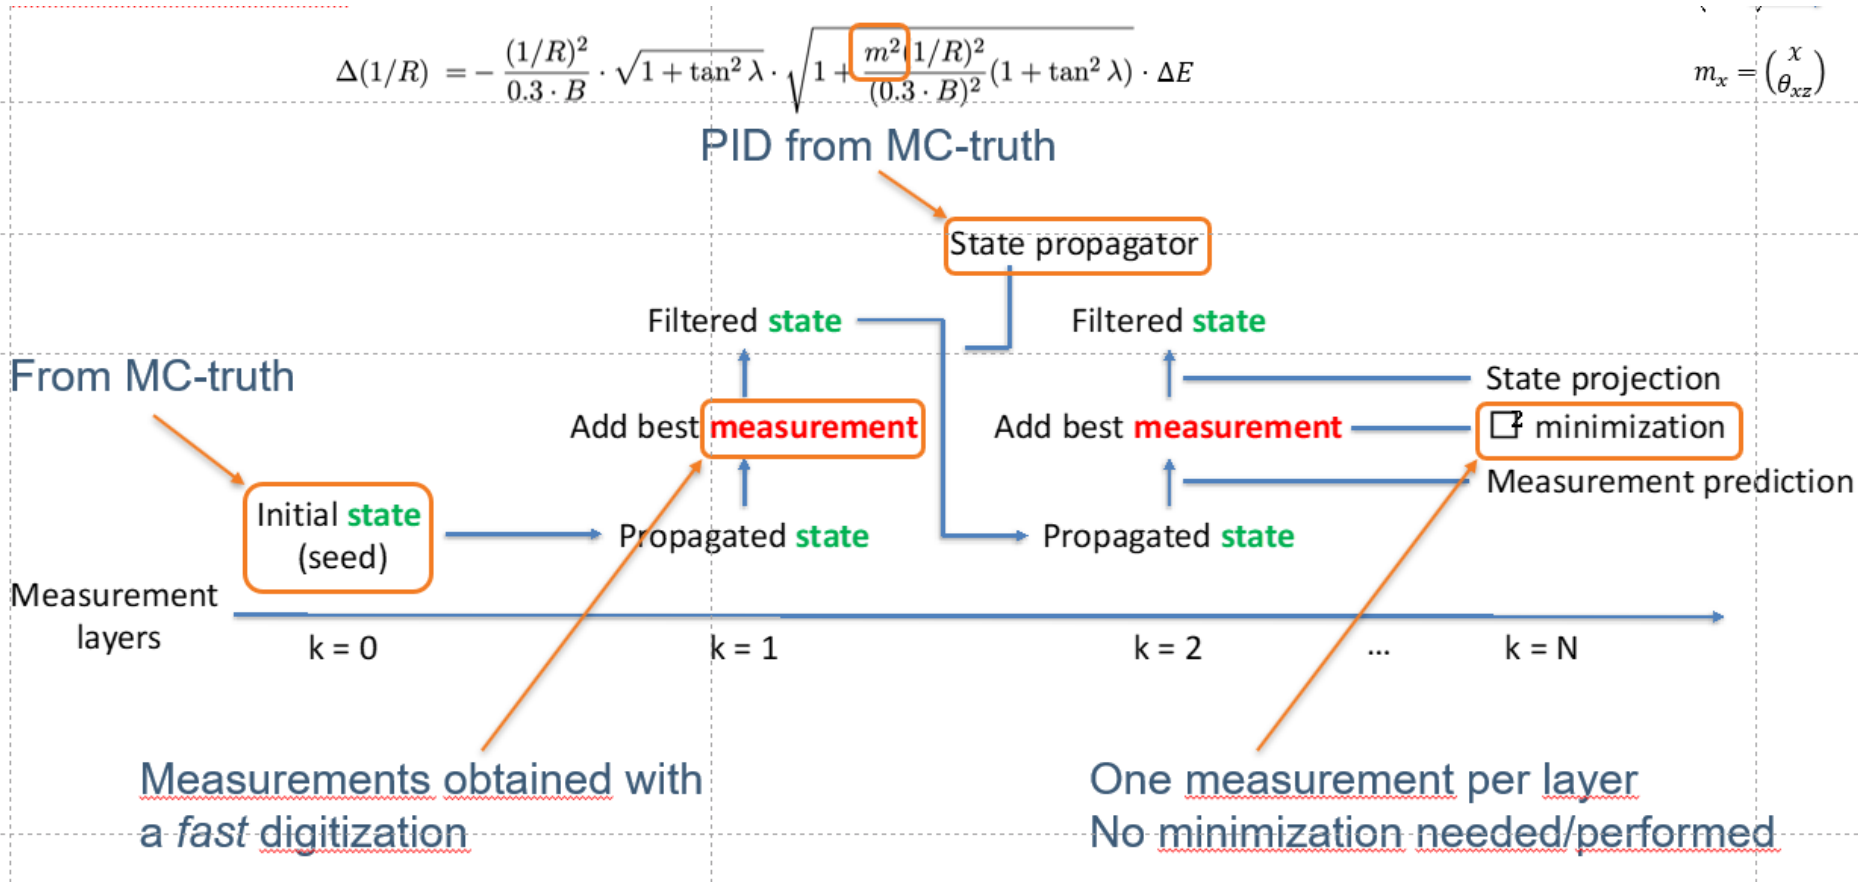 Δ(1/R) = − (1/R)² / (0.3 · B) · √(1 + tan² λ) · √(1 + m²(1/R)² / (0.3 · B)² (1 + tan² λ)) · ΔE
m_x = (x θ_xz)
PID from MC-truth
State propagator
Filtered state
Filtered state
From MC-truth
State projection
Add best measurement
Add best measurement
□² minimization
Measurement prediction
Initial state
(seed)
Propagated state
Propagated state
Measurement
layers
k = 0
k = 1
k = 2
...
k = N
Measurements obtained with
a fast digitization
One measurement per layer
No minimization needed/performed